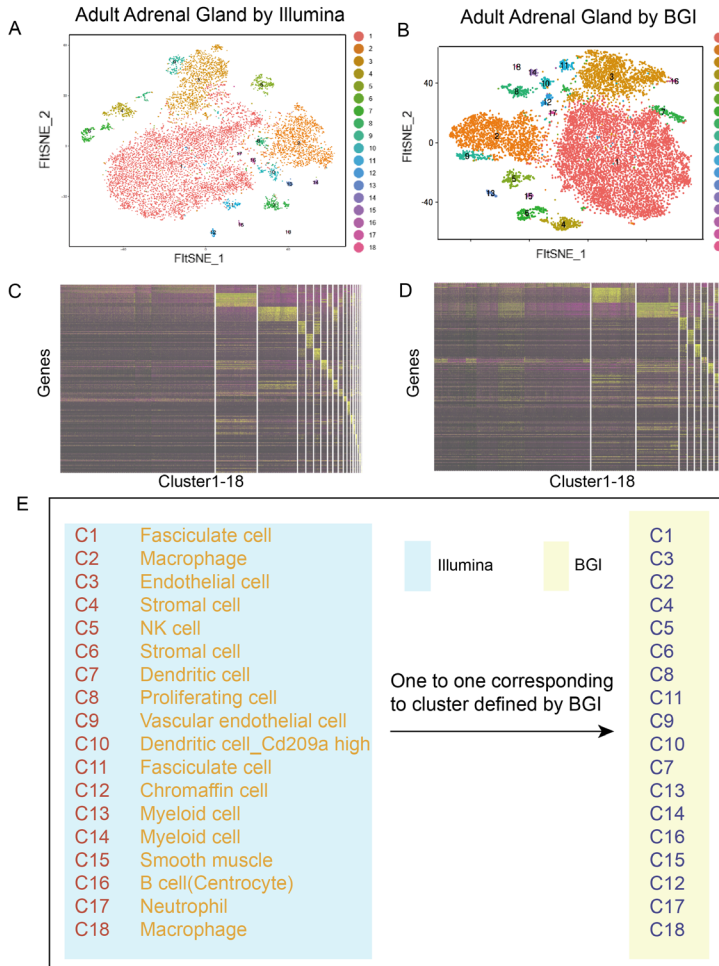 Adult Adrenal Gland by Illumina
Adult Adrenal Gland by BGI
A
B
FItSNE_2
FItSNE_1
1
2
3
4
5
6
7
8
9
10
11
12
13
14
15
16
17
18
FItSNE_2
40
0
-40
FItSNE_1
C
D
Genes
Genes
Cluster1-18
Cluster1-18
E
C1 Fasciculate cell C1
C2 Macrophage C3
C3 Endothelial cell C2
C4 Stromal cell C4
C5 NK cell C5
C6 Stromal cell C6
C7 Dendritic cell C8
C8 Proliferating cell C11
C9 Vascular endothelial cell C9
C10 Dendritic cell_Cd209a high C10
C11 Fasciculate cell C7
C12 Chromaffin cell C13
C13 Myeloid cell C14
C14 Myeloid cell C16
C15 Smooth muscle C15
C16 B cell(Centrocyte) C12
C17 Neutrophil C17
C18 Macrophage C18
Illumina
BGI
One to one corresponding
to cluster defined by BGI